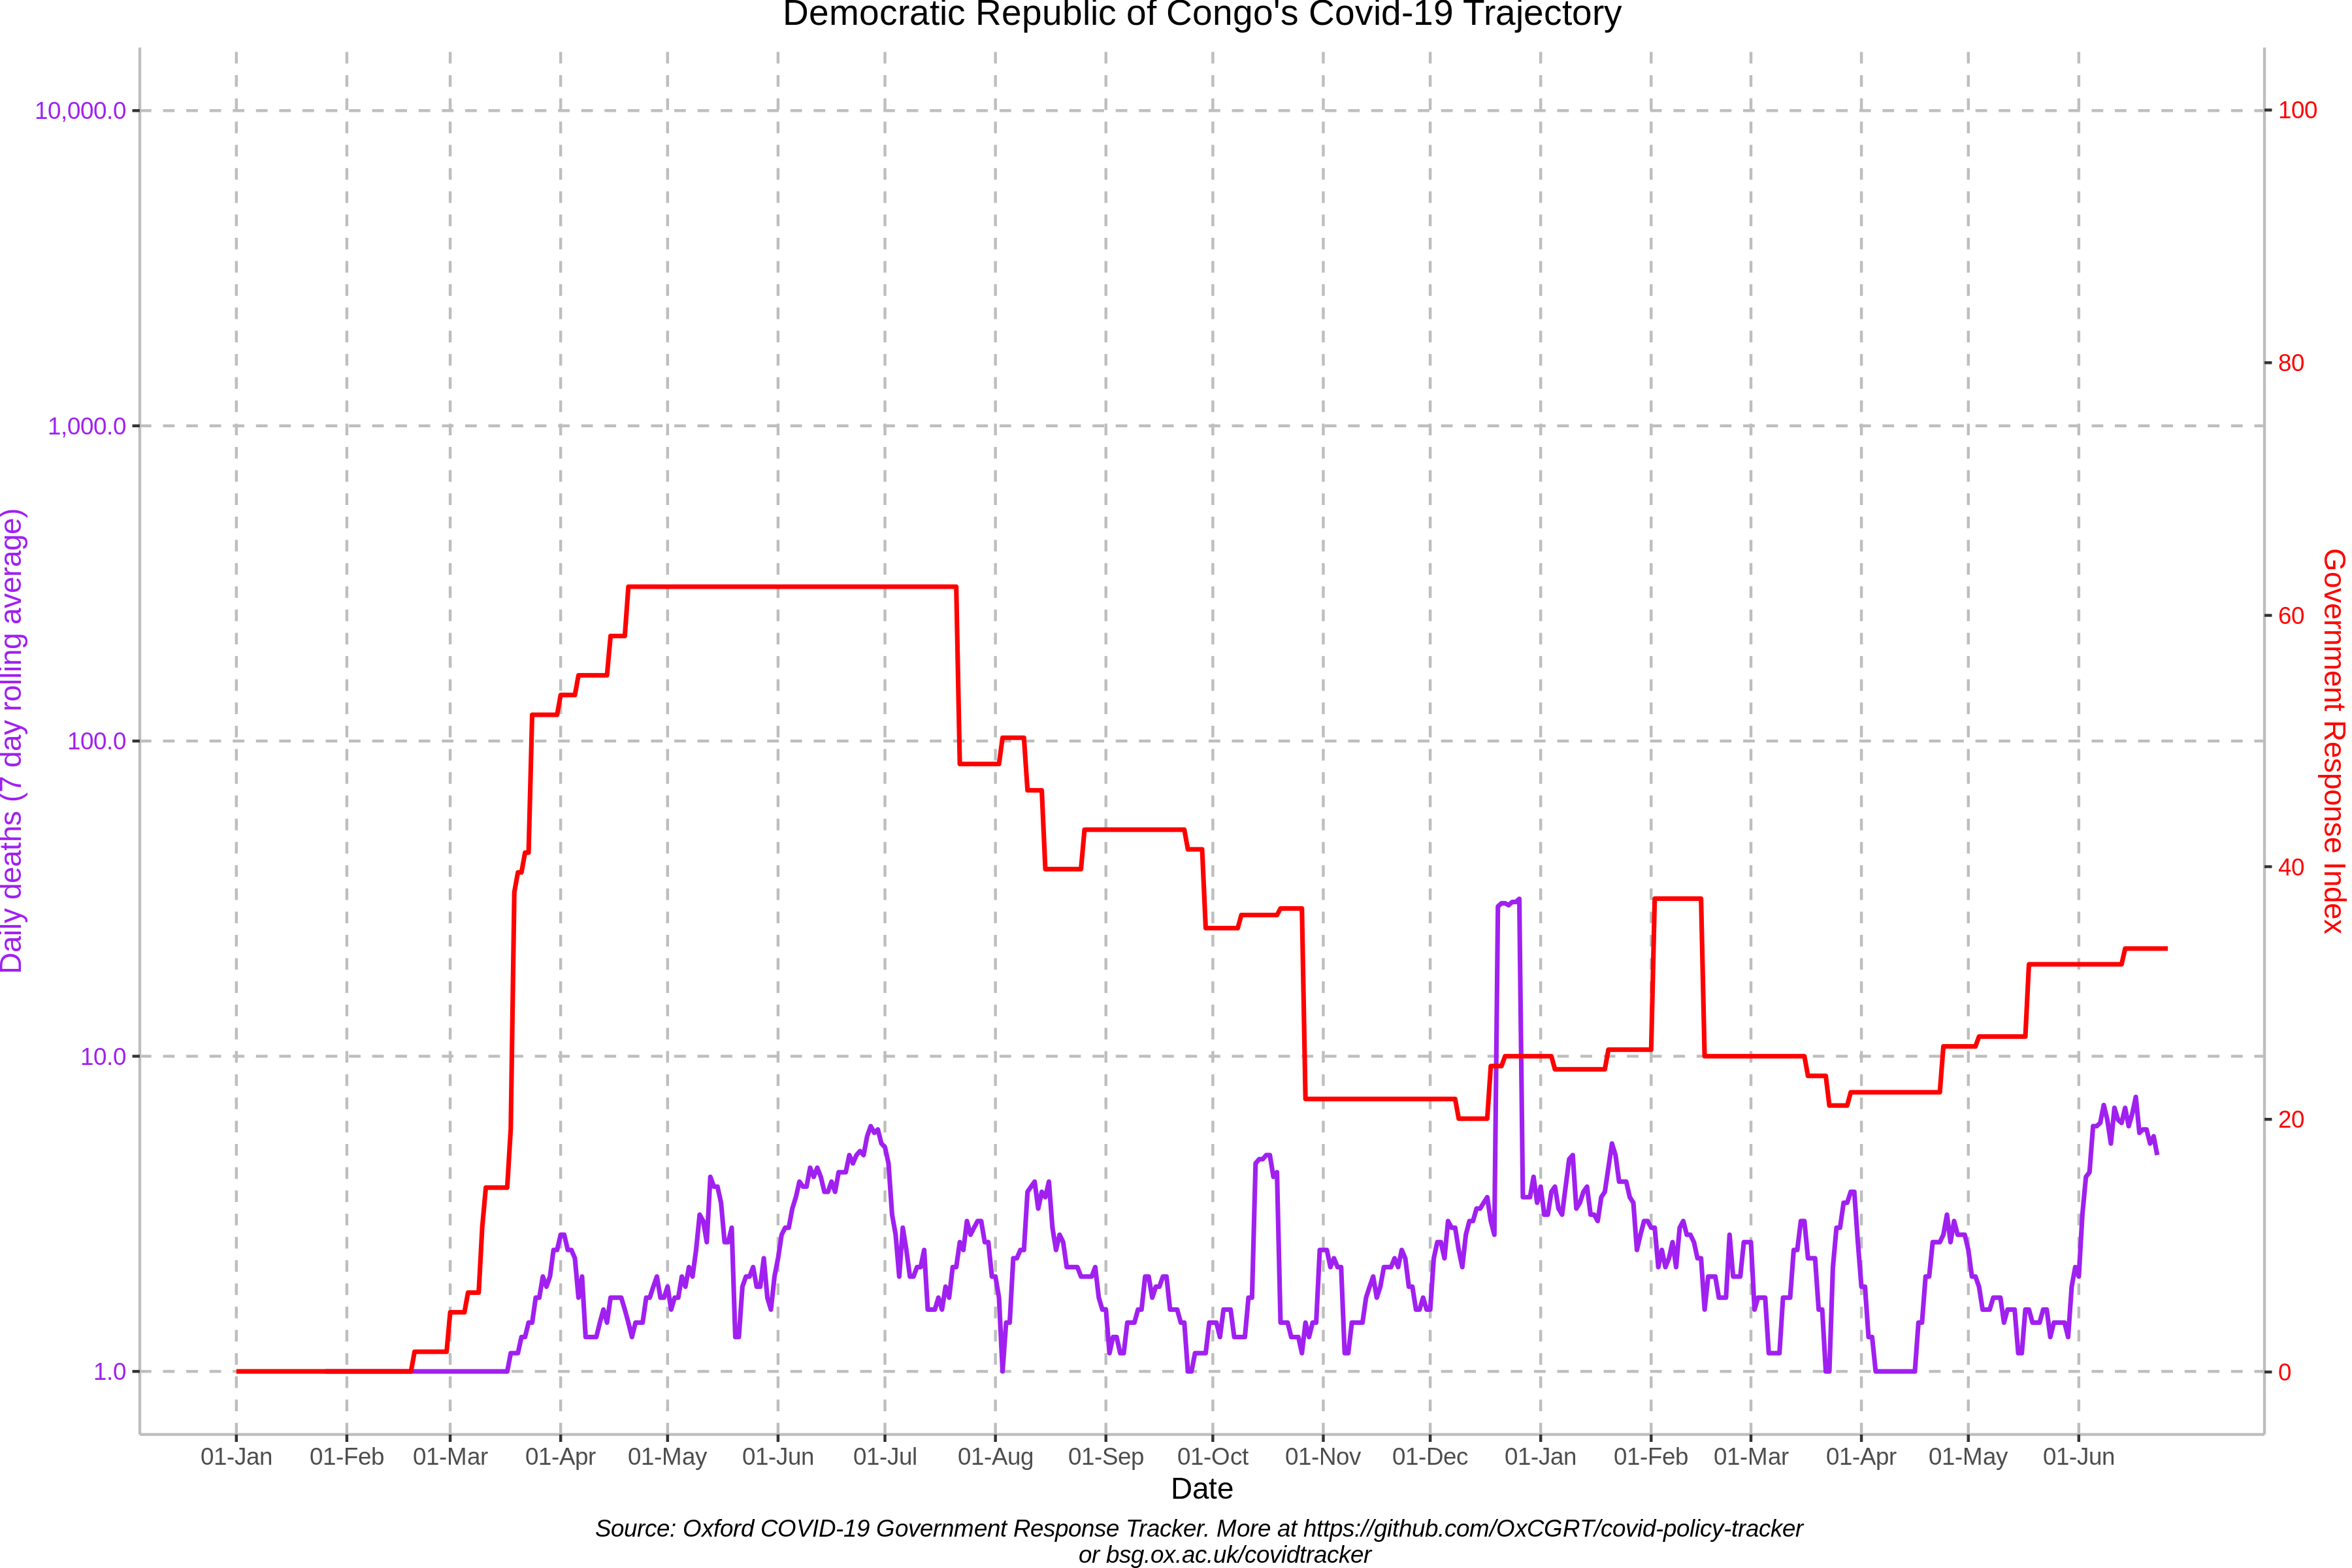 Democratic Republic of Congo's Covid-19 Trajectory
10,000.0
1,000.0
100.0
10.0
1.0
Daily deaths (7 day rolling average)
100
80
60
40
20
0
Government Response Index
01-Jan 01-Feb 01-Mar 01-Apr 01-May 01-Jun 01-Jul 01-Aug 01-Sep 01-Oct 01-Nov 01-Dec 01-Jan 01-Feb 01-Mar 01-Apr 01-May 01-Jun
Date
Source: Oxford COVID-19 Government Response Tracker. More at https://github.com/OxCGRT/covid-policy-tracker
or bsg.ox.ac.uk/covidtracker